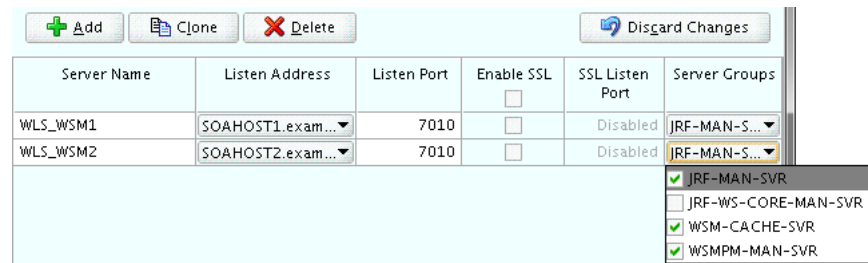 Add Clone Delete Discard Changes
Server Name Listen Address Listen Port Enable SSL SSL Listen Port Server Groups
WLS_WSM1 SOAHOST1.exam... 7010 Disabled JRF-MAN-S...
WLS_WSM2 SOAHOST2.exam... 7010 Disabled JRF-MAN-S...
JRF-MAN-SVR
JRF-WS-CORE-MAN-SVR
WSM-CACHE-SVR
WSMPM-MAN-SVR